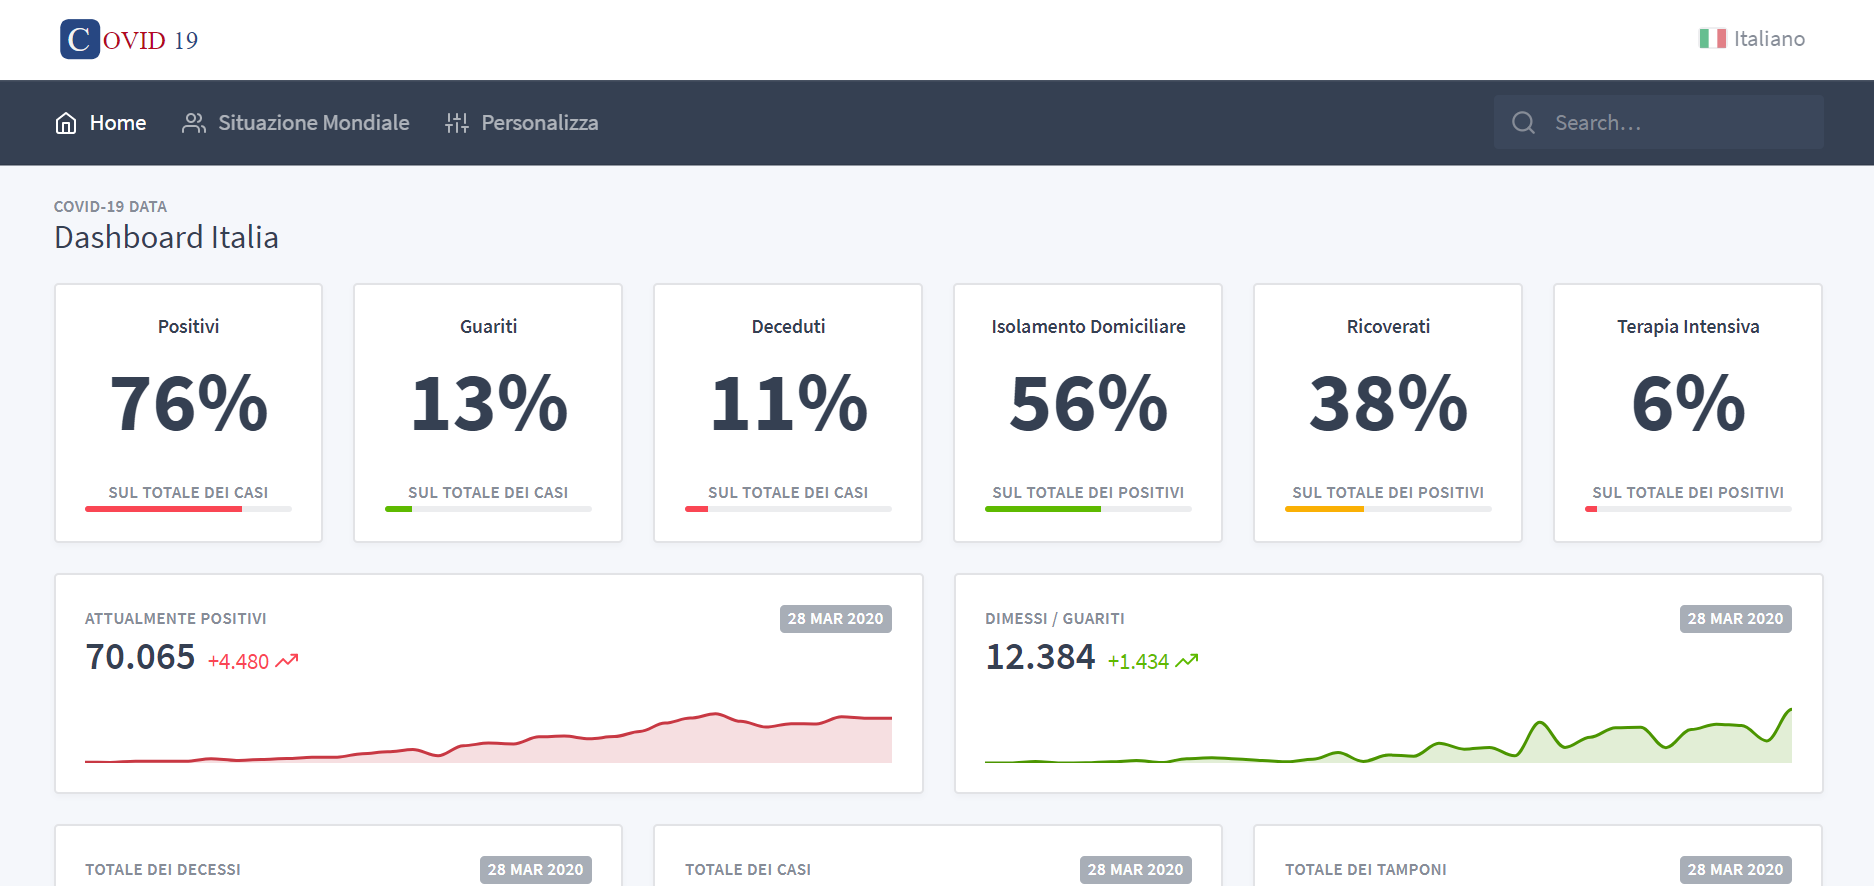 COVID 19
Italiano
Home
Situazione Mondiale
Personalizza
Search...
COVID-19 DATA
Dashboard Italia
Positivi
76%
SUL TOTALE DEI CASI
Guariti
13%
SUL TOTALE DEI CASI
Deceduti
11%
SUL TOTALE DEI CASI
Isolamento Domiciliare
56%
SUL TOTALE DEI POSITIVI
Ricoverati
38%
SUL TOTALE DEI POSITIVI
Terapia Intensiva
6%
SUL TOTALE DEI POSITIVI
ATTUALMENTE POSITIVI
28 MAR 2020
70.065 +4.480
DIMESSI / GUARITI
28 MAR 2020
12.384 +1.434
TOTALE DEI DECESSI
28 MAR 2020
TOTALE DEI CASI
28 MAR 2020
TOTALE DEI TAMPONI
28 MAR 2020